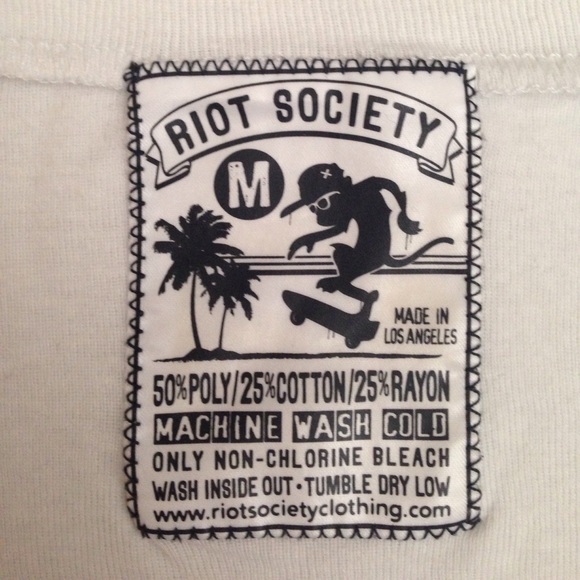 RIOT SOCIETY
M
MADE IN
LOS ANGELES
50% POLY/25% COTTON/25% RAYON
MACHINE WASH COLD
ONLY NON-CHLORINE BLEACH
WASH INSIDE OUT • TUMBLE DRY LOW
www.riotsocietyclothing.com